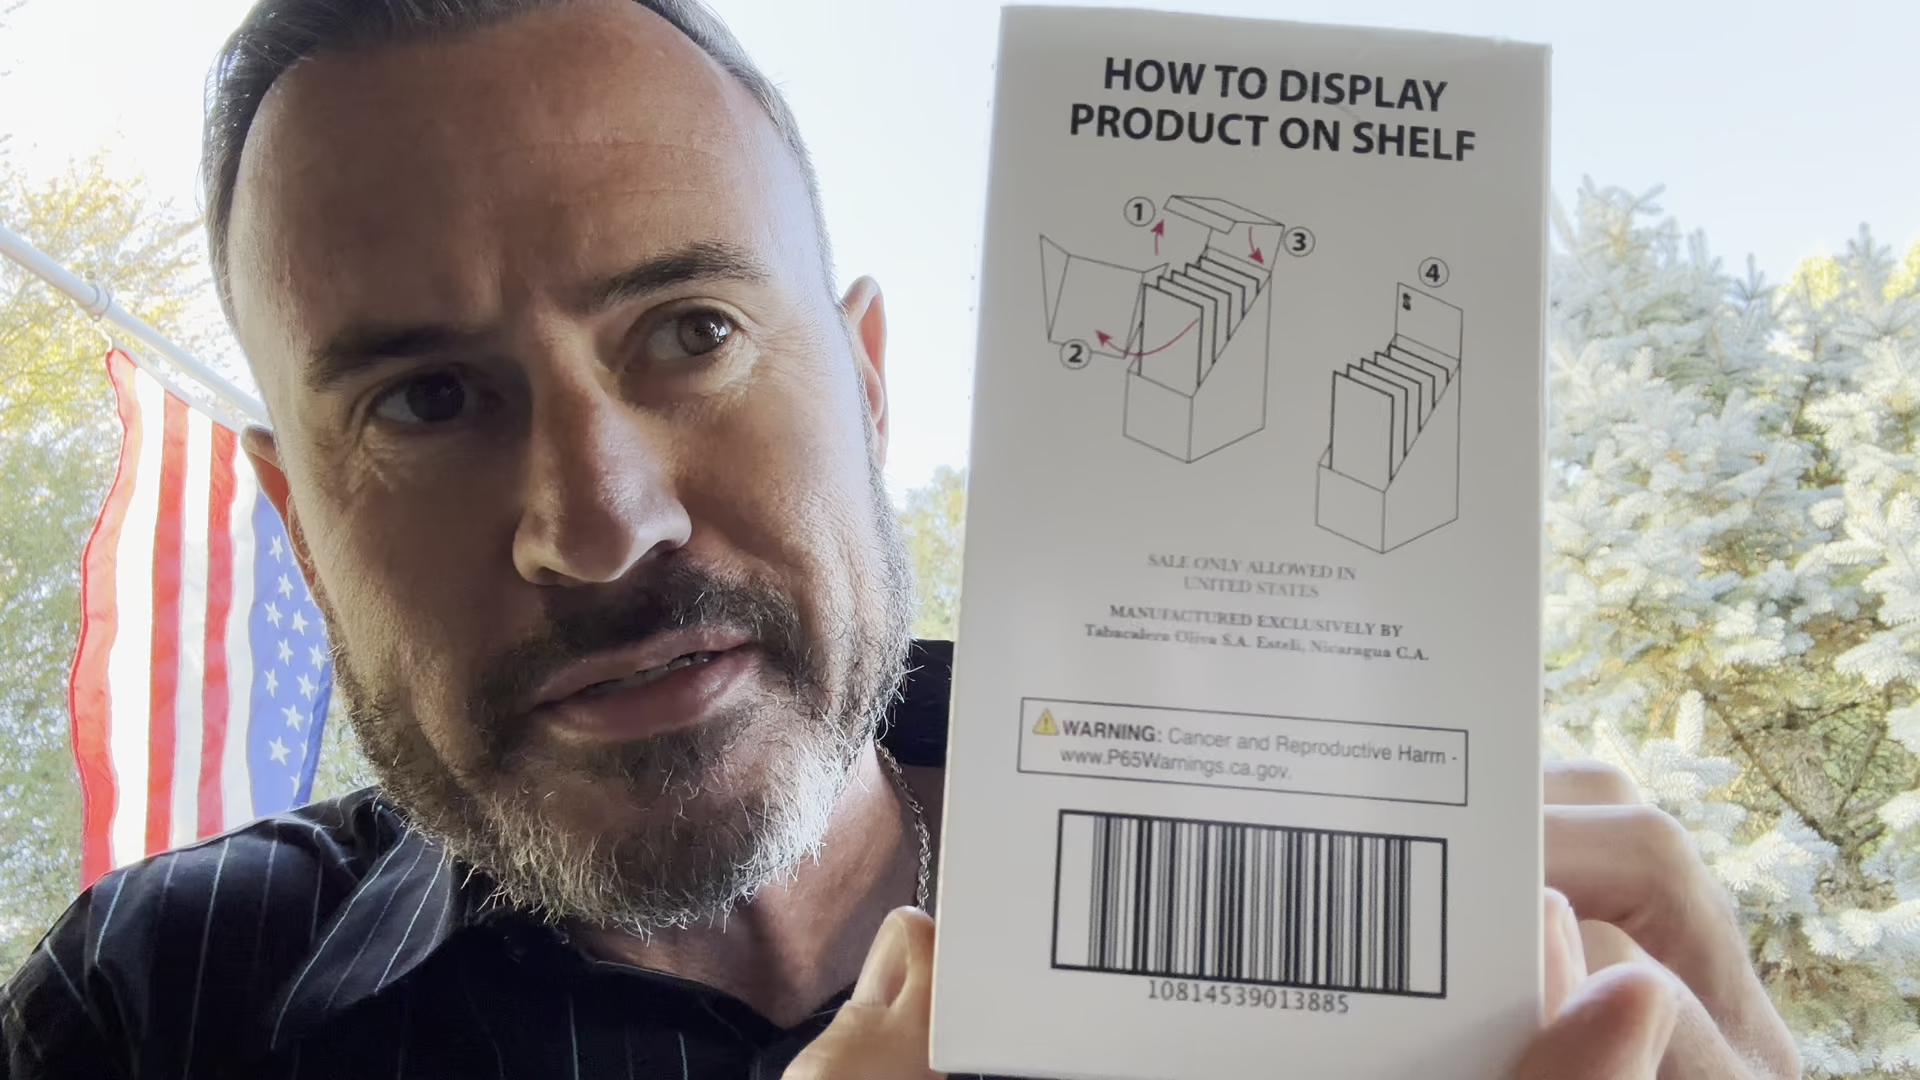 HOW TO DISPLAY
PRODUCT ON SHELF
1
3
2
4
SALE ONLY ALLOWED IN
UNITED STATES
MANUFACTURED EXCLUSIVELY BY
Tabacalera Oliva S.A. Estelí, Nicaragua C.A.
WARNING: Cancer and Reproductive Harm -
www.P65Warnings.ca.gov.
10814539013885